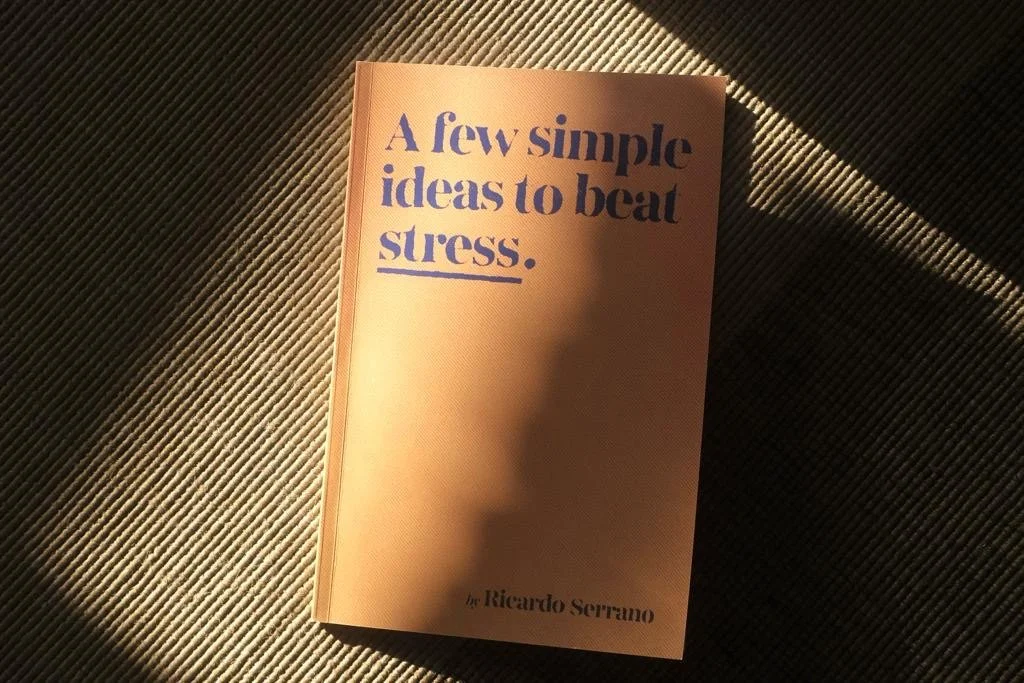 A few simple
ideas to beat
stress.
by Ricardo Serrano